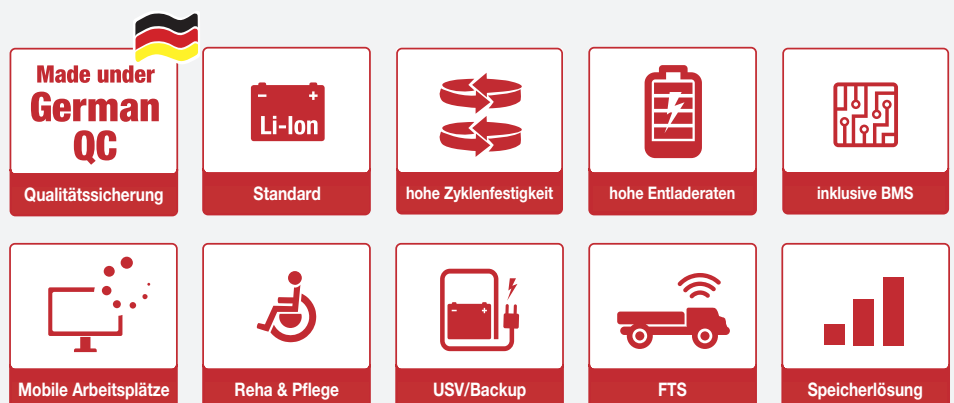 Made under
German
QC
Qualitätssicherung
- +
Li-Ion
Standard
hohe Zyklenfestigkeit
hohe Entladeraten
inklusive BMS
Mobile Arbeitsplätze
Reha & Pflege
- +
USV/Backup
FTS
Speicherlösung